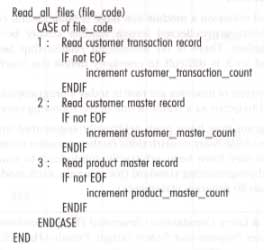 Read_all_files (file_code)
CASE of file_code
1 : Read customer transaction record
IF not EOF
increment customer_transaction_count
ENDIF
2 : Read customer master record
IF not EOF
increment customer_master_count
ENDIF
3 : Read product master record
IF not EOF
increment product_master_count
ENDIF
ENDCASE
END